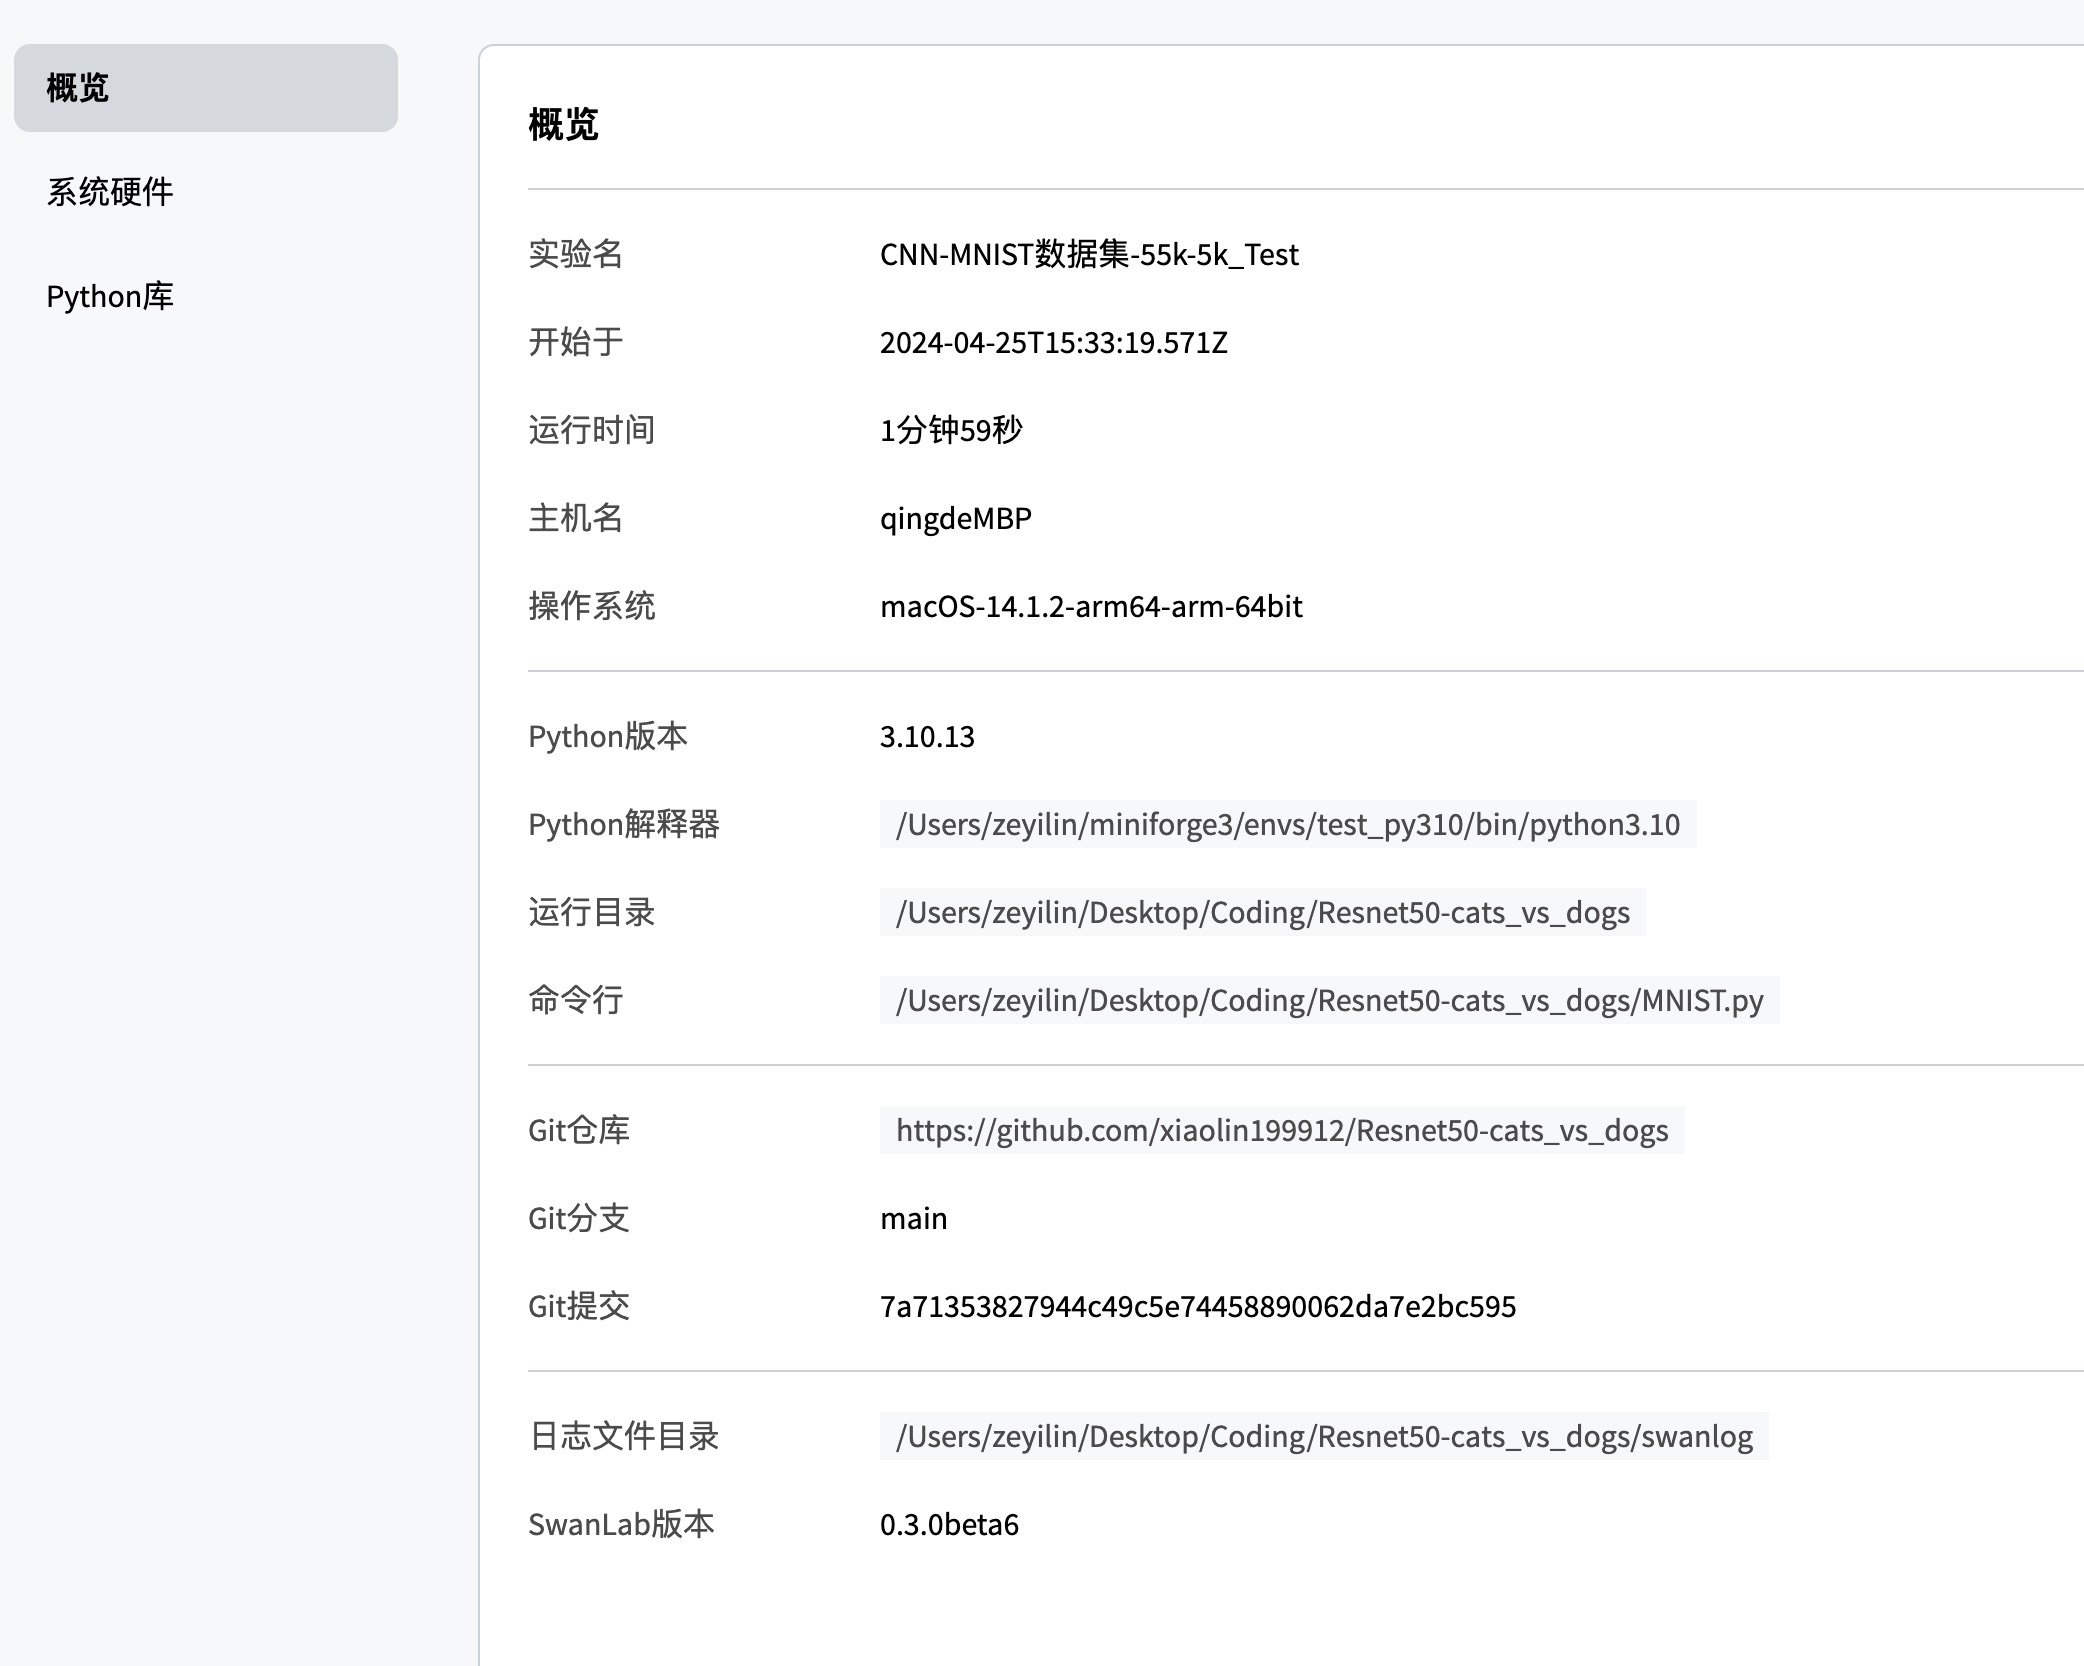 概览
系统硬件
Python库
概览
实验名 CNN-MNIST数据集-55k-5k_Test
开始于 2024-04-25T15:33:19.571Z
运行时间 1分钟59秒
主机名 qingdeMBP
操作系统 macOS-14.1.2-arm64-arm-64bit
Python版本 3.10.13
Python解释器 /Users/zeyilin/miniforge3/envs/test_py310/bin/python3.10
运行目录 /Users/zeyilin/Desktop/Coding/Resnet50-cats_vs_dogs
命令行 /Users/zeyilin/Desktop/Coding/Resnet50-cats_vs_dogs/MNIST.py
Git仓库 https://github.com/xiaolin199912/Resnet50-cats_vs_dogs
Git分支 main
Git提交 7a71353827944c49c5e74458890062da7e2bc595
日志文件目录 /Users/zeyilin/Desktop/Coding/Resnet50-cats_vs_dogs/swanlog
SwanLab版本 0.3.0beta6